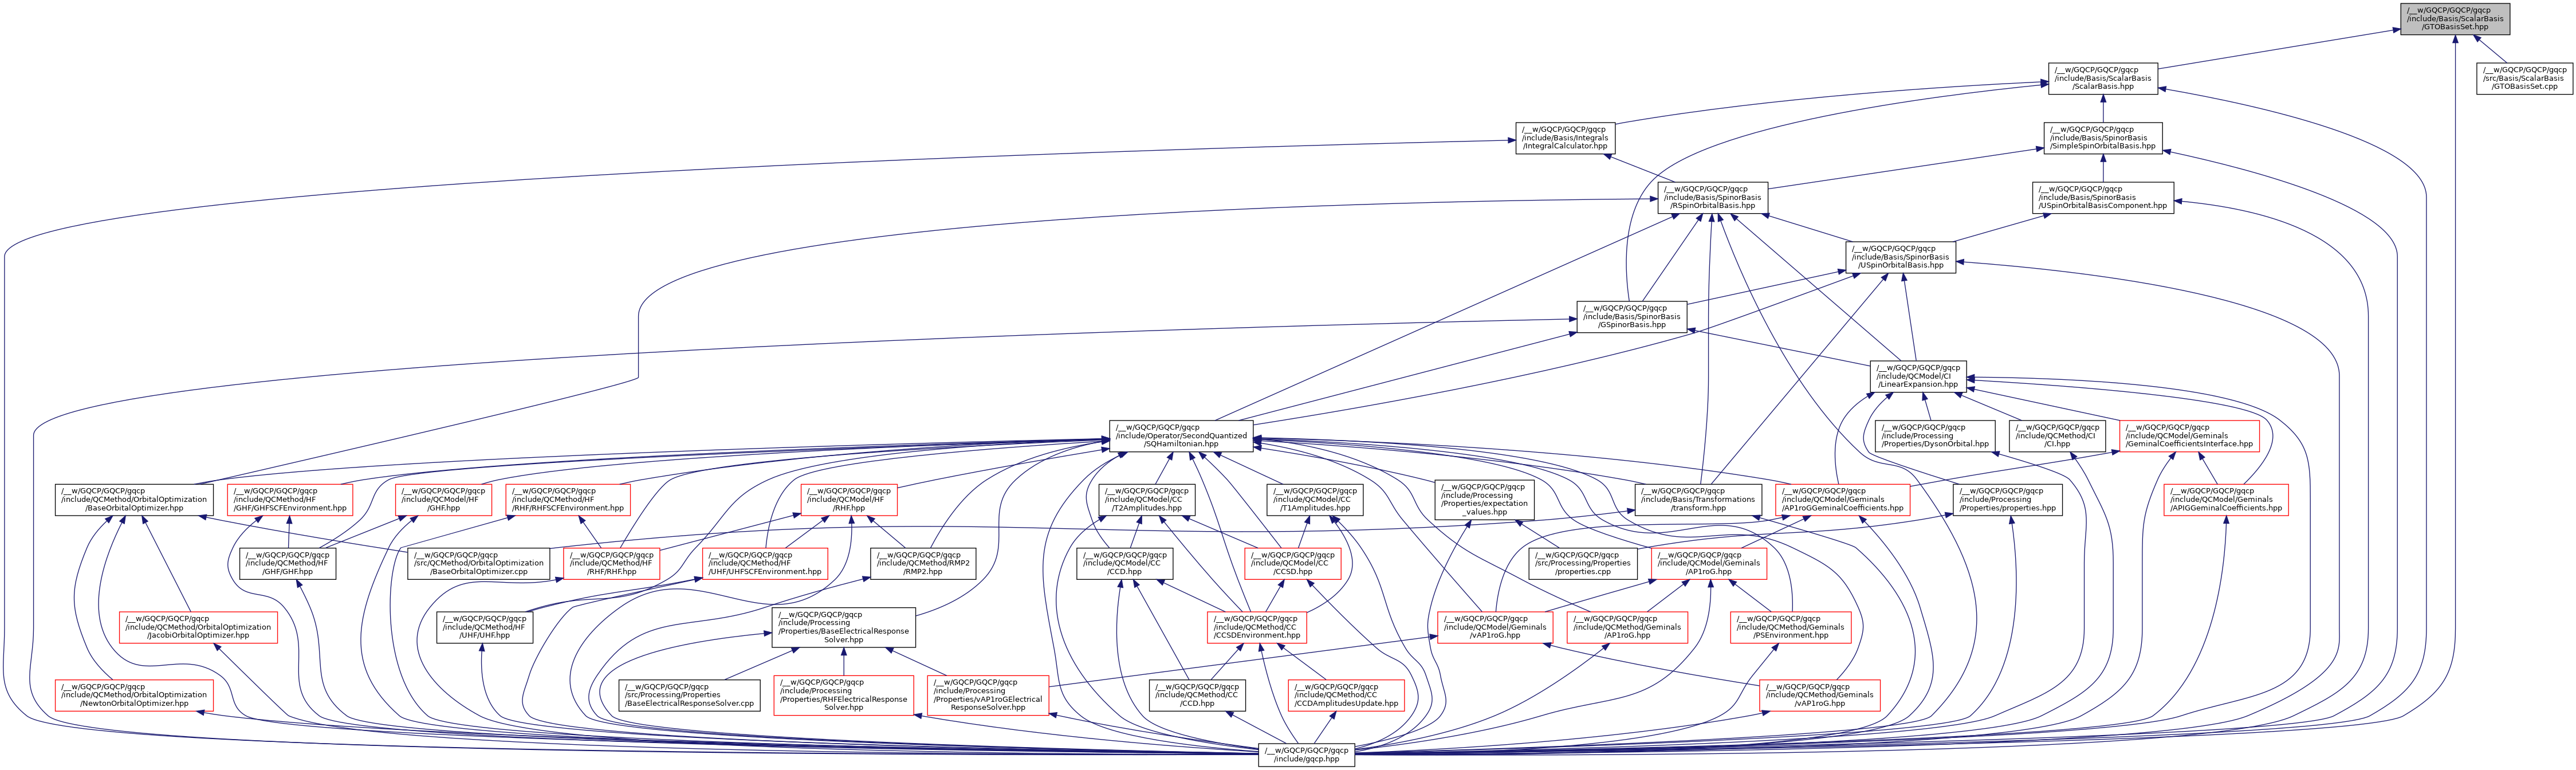 /__w/GQCP/GQCP/gqcp
/include/Basis/ScalarBasis
/GTOBasisSet.hpp
/__w/GQCP/GQCP/gqcp
/include/Basis/ScalarBasis
/ScalarBasis.hpp
/__w/GQCP/GQCP/gqcp
/src/Basis/ScalarBasis
/GTOBasisSet.cpp
/__w/GQCP/GQCP/gqcp
/include/Basis/Integrals
/IntegralCalculator.hpp
/__w/GQCP/GQCP/gqcp
/include/Basis/SpinorBasis
/SimpleSpinOrbitalBasis.hpp
/__w/GQCP/GQCP/gqcp
/include/Basis/SpinorBasis
/RSpinOrbitalBasis.hpp
/__w/GQCP/GQCP/gqcp
/include/Basis/SpinorBasis
/USpinOrbitalBasisComponent.hpp
/__w/GQCP/GQCP/gqcp
/include/Basis/SpinorBasis
/USpinOrbitalBasis.hpp
/__w/GQCP/GQCP/gqcp
/include/Basis/SpinorBasis
/GSpinorBasis.hpp
/__w/GQCP/GQCP/gqcp
/include/QCModel/CI
/LinearExpansion.hpp
/__w/GQCP/GQCP/gqcp
/include/Operator/SecondQuantized
/SQHamiltonian.hpp
/__w/GQCP/GQCP/gqcp
/include/Processing
/Properties/DysonOrbital.hpp
/__w/GQCP/GQCP/gqcp
/include/QCMethod/CI
/CI.hpp
/__w/GQCP/GQCP/gqcp
/include/QCModel/Geminals
/GeminalCoefficientsInterface.hpp
/__w/GQCP/GQCP/gqcp
/include/QCMethod/OrbitalOptimization
/BaseOrbitalOptimizer.hpp
/__w/GQCP/GQCP/gqcp
/include/QCMethod/HF
/GHF/GHFSCFEnvironment.hpp
/__w/GQCP/GQCP/gqcp
/include/QCModel/HF
/GHF.hpp
/__w/GQCP/GQCP/gqcp
/include/QCMethod/HF
/RHF/RHFSCFEnvironment.hpp
/__w/GQCP/GQCP/gqcp
/include/QCModel/HF
/RHF.hpp
/__w/GQCP/GQCP/gqcp
/include/QCModel/CC
/T2Amplitudes.hpp
/__w/GQCP/GQCP/gqcp
/include/QCModel/CC
/T1Amplitudes.hpp
/__w/GQCP/GQCP/gqcp
/include/Processing
/Properties/expectation
_values.hpp
/__w/GQCP/GQCP/gqcp
/include/Basis/Transformations
/transform.hpp
/__w/GQCP/GQCP/gqcp
/include/QCModel/Geminals
/AP1roGGeminalCoefficients.hpp
/__w/GQCP/GQCP/gqcp
/include/Processing
/Properties/properties.hpp
/__w/GQCP/GQCP/gqcp
/include/QCModel/Geminals
/APIGGeminalCoefficients.hpp
/__w/GQCP/GQCP/gqcp
/include/QCMethod/HF
/GHF/GHF.hpp
/__w/GQCP/GQCP/gqcp
/src/QCMethod/OrbitalOptimization
/BaseOrbitalOptimizer.cpp
/__w/GQCP/GQCP/gqcp
/include/QCMethod/HF
/RHF/RHF.hpp
/__w/GQCP/GQCP/gqcp
/include/QCMethod/HF
/UHF/UHFSCFEnvironment.hpp
/__w/GQCP/GQCP/gqcp
/include/QCMethod/RMP2
/RMP2.hpp
/__w/GQCP/GQCP/gqcp
/include/QCModel/CC
/CCD.hpp
/__w/GQCP/GQCP/gqcp
/include/QCModel/CC
/CCSD.hpp
/__w/GQCP/GQCP/gqcp
/src/Processing/Properties
/properties.cpp
/__w/GQCP/GQCP/gqcp
/include/QCModel/Geminals
/AP1roG.hpp
/__w/GQCP/GQCP/gqcp
/include/QCMethod/OrbitalOptimization
/JacobiOrbitalOptimizer.hpp
/__w/GQCP/GQCP/gqcp
/include/QCMethod/HF
/UHF/UHF.hpp
/__w/GQCP/GQCP/gqcp
/include/Processing
/Properties/BaseElectricalResponse
Solver.hpp
/__w/GQCP/GQCP/gqcp
/include/QCMethod/CC
/CCSDEnvironment.hpp
/__w/GQCP/GQCP/gqcp
/include/QCModel/Geminals
/vAP1roG.hpp
/__w/GQCP/GQCP/gqcp
/include/QCMethod/Geminals
/AP1roG.hpp
/__w/GQCP/GQCP/gqcp
/include/QCMethod/Geminals
/PSEnvironment.hpp
/__w/GQCP/GQCP/gqcp
/include/QCMethod/OrbitalOptimization
/NewtonOrbitalOptimizer.hpp
/__w/GQCP/GQCP/gqcp
/src/Processing/Properties
/BaseElectricalResponseSolver.cpp
/__w/GQCP/GQCP/gqcp
/include/Processing
/Properties/RHFElectricalResponse
Solver.hpp
/__w/GQCP/GQCP/gqcp
/include/Processing
/Properties/vAP1roGElectrical
ResponseSolver.hpp
/__w/GQCP/GQCP/gqcp
/include/QCMethod/CC
/CCD.hpp
/__w/GQCP/GQCP/gqcp
/include/QCMethod/CC
/CCDAmplitudesUpdate.hpp
/__w/GQCP/GQCP/gqcp
/include/QCMethod/Geminals
/vAP1roG.hpp
/__w/GQCP/GQCP/gqcp
/include/gqcp.hpp